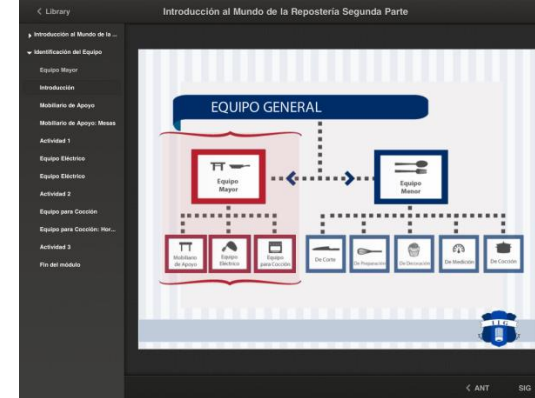 < Library
Introducción al Mundo de la Repostería Segunda Parte
Introducción al Mundo de la ...
Identificación del Equipo
Equipo Mayor
Introducción
Mobiliario de Apoyo
Mobiliario de Apoyo: Mesas
Actividad 1
Equipo Eléctrico
Equipo Eléctrico
Actividad 2
Equipo para Cocción
Equipo para Cocción: Hor...
Actividad 3
Fin del módulo
EQUIPO GENERAL
Equipo
Mayor
Equipo
Menor
Mobiliario
de Apoyo
Equipo
Eléctrico
Equipo
para Cocción
De Corte
De Preparación
De Decoración
De Medición
De Cocción
< ANT
SIG